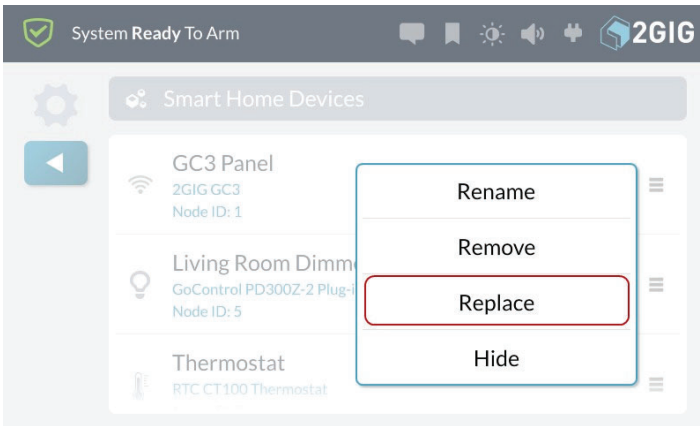 System Ready To Arm
2GIG
Smart Home Devices
GC3 Panel
2GIG GC3
Node ID: 1
Living Room Dimme
GoControl PD300Z-2 Plug-i
Node ID: 5
Thermostat
RTC CT100 Thermostat
Rename
Remove
Replace
Hide